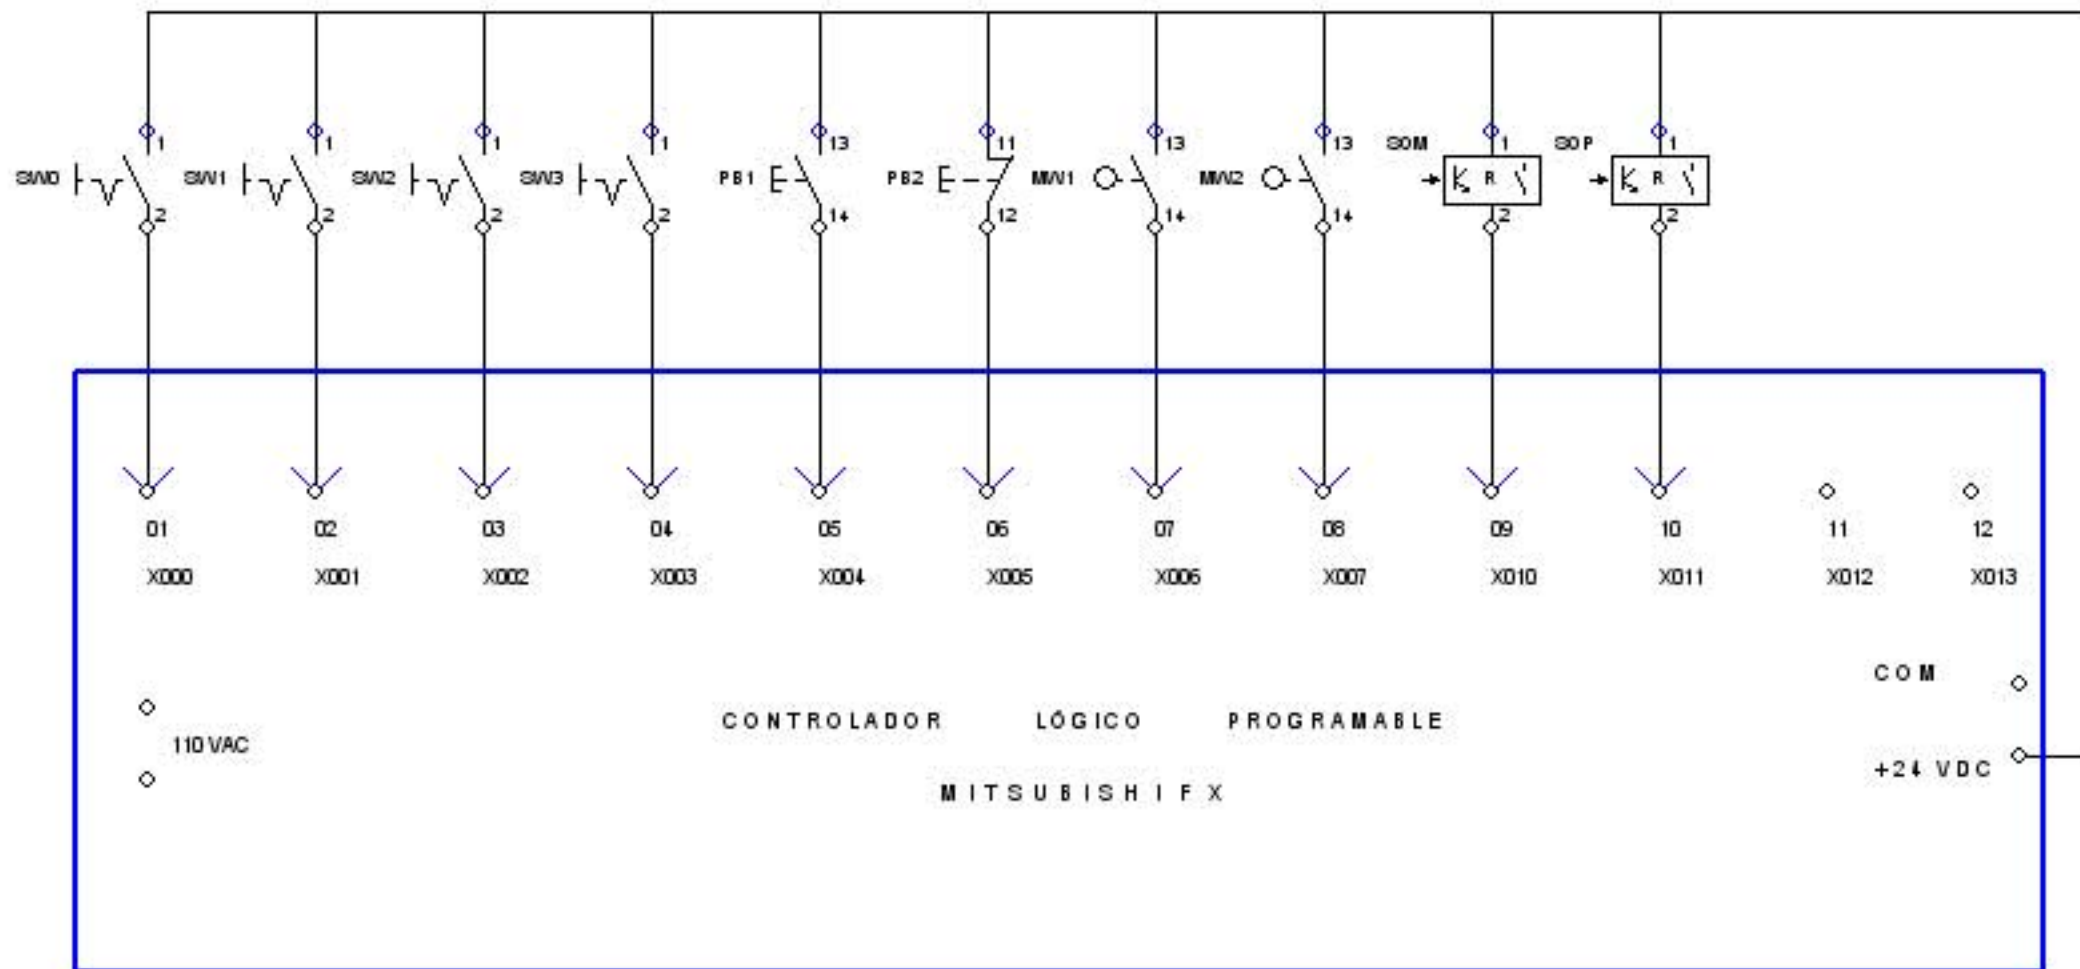 1 1 1 1 13 11 13 13 SOM 1 SOP 1
SW0 SW1 SW2 SW3 PB1 PB2 MW1 MW2 R R
2 2 2 2 14 12 14 14 2 2
01 02 03 04 05 06 07 08 09 10 11 12
X000 X001 X002 X003 X004 X005 X006 X007 X010 X011 X012 X013
COM
CONTROLADOR LÓGICO PROGRAMABLE
110 VAC
+24 VDC
MITSUBISHI FX